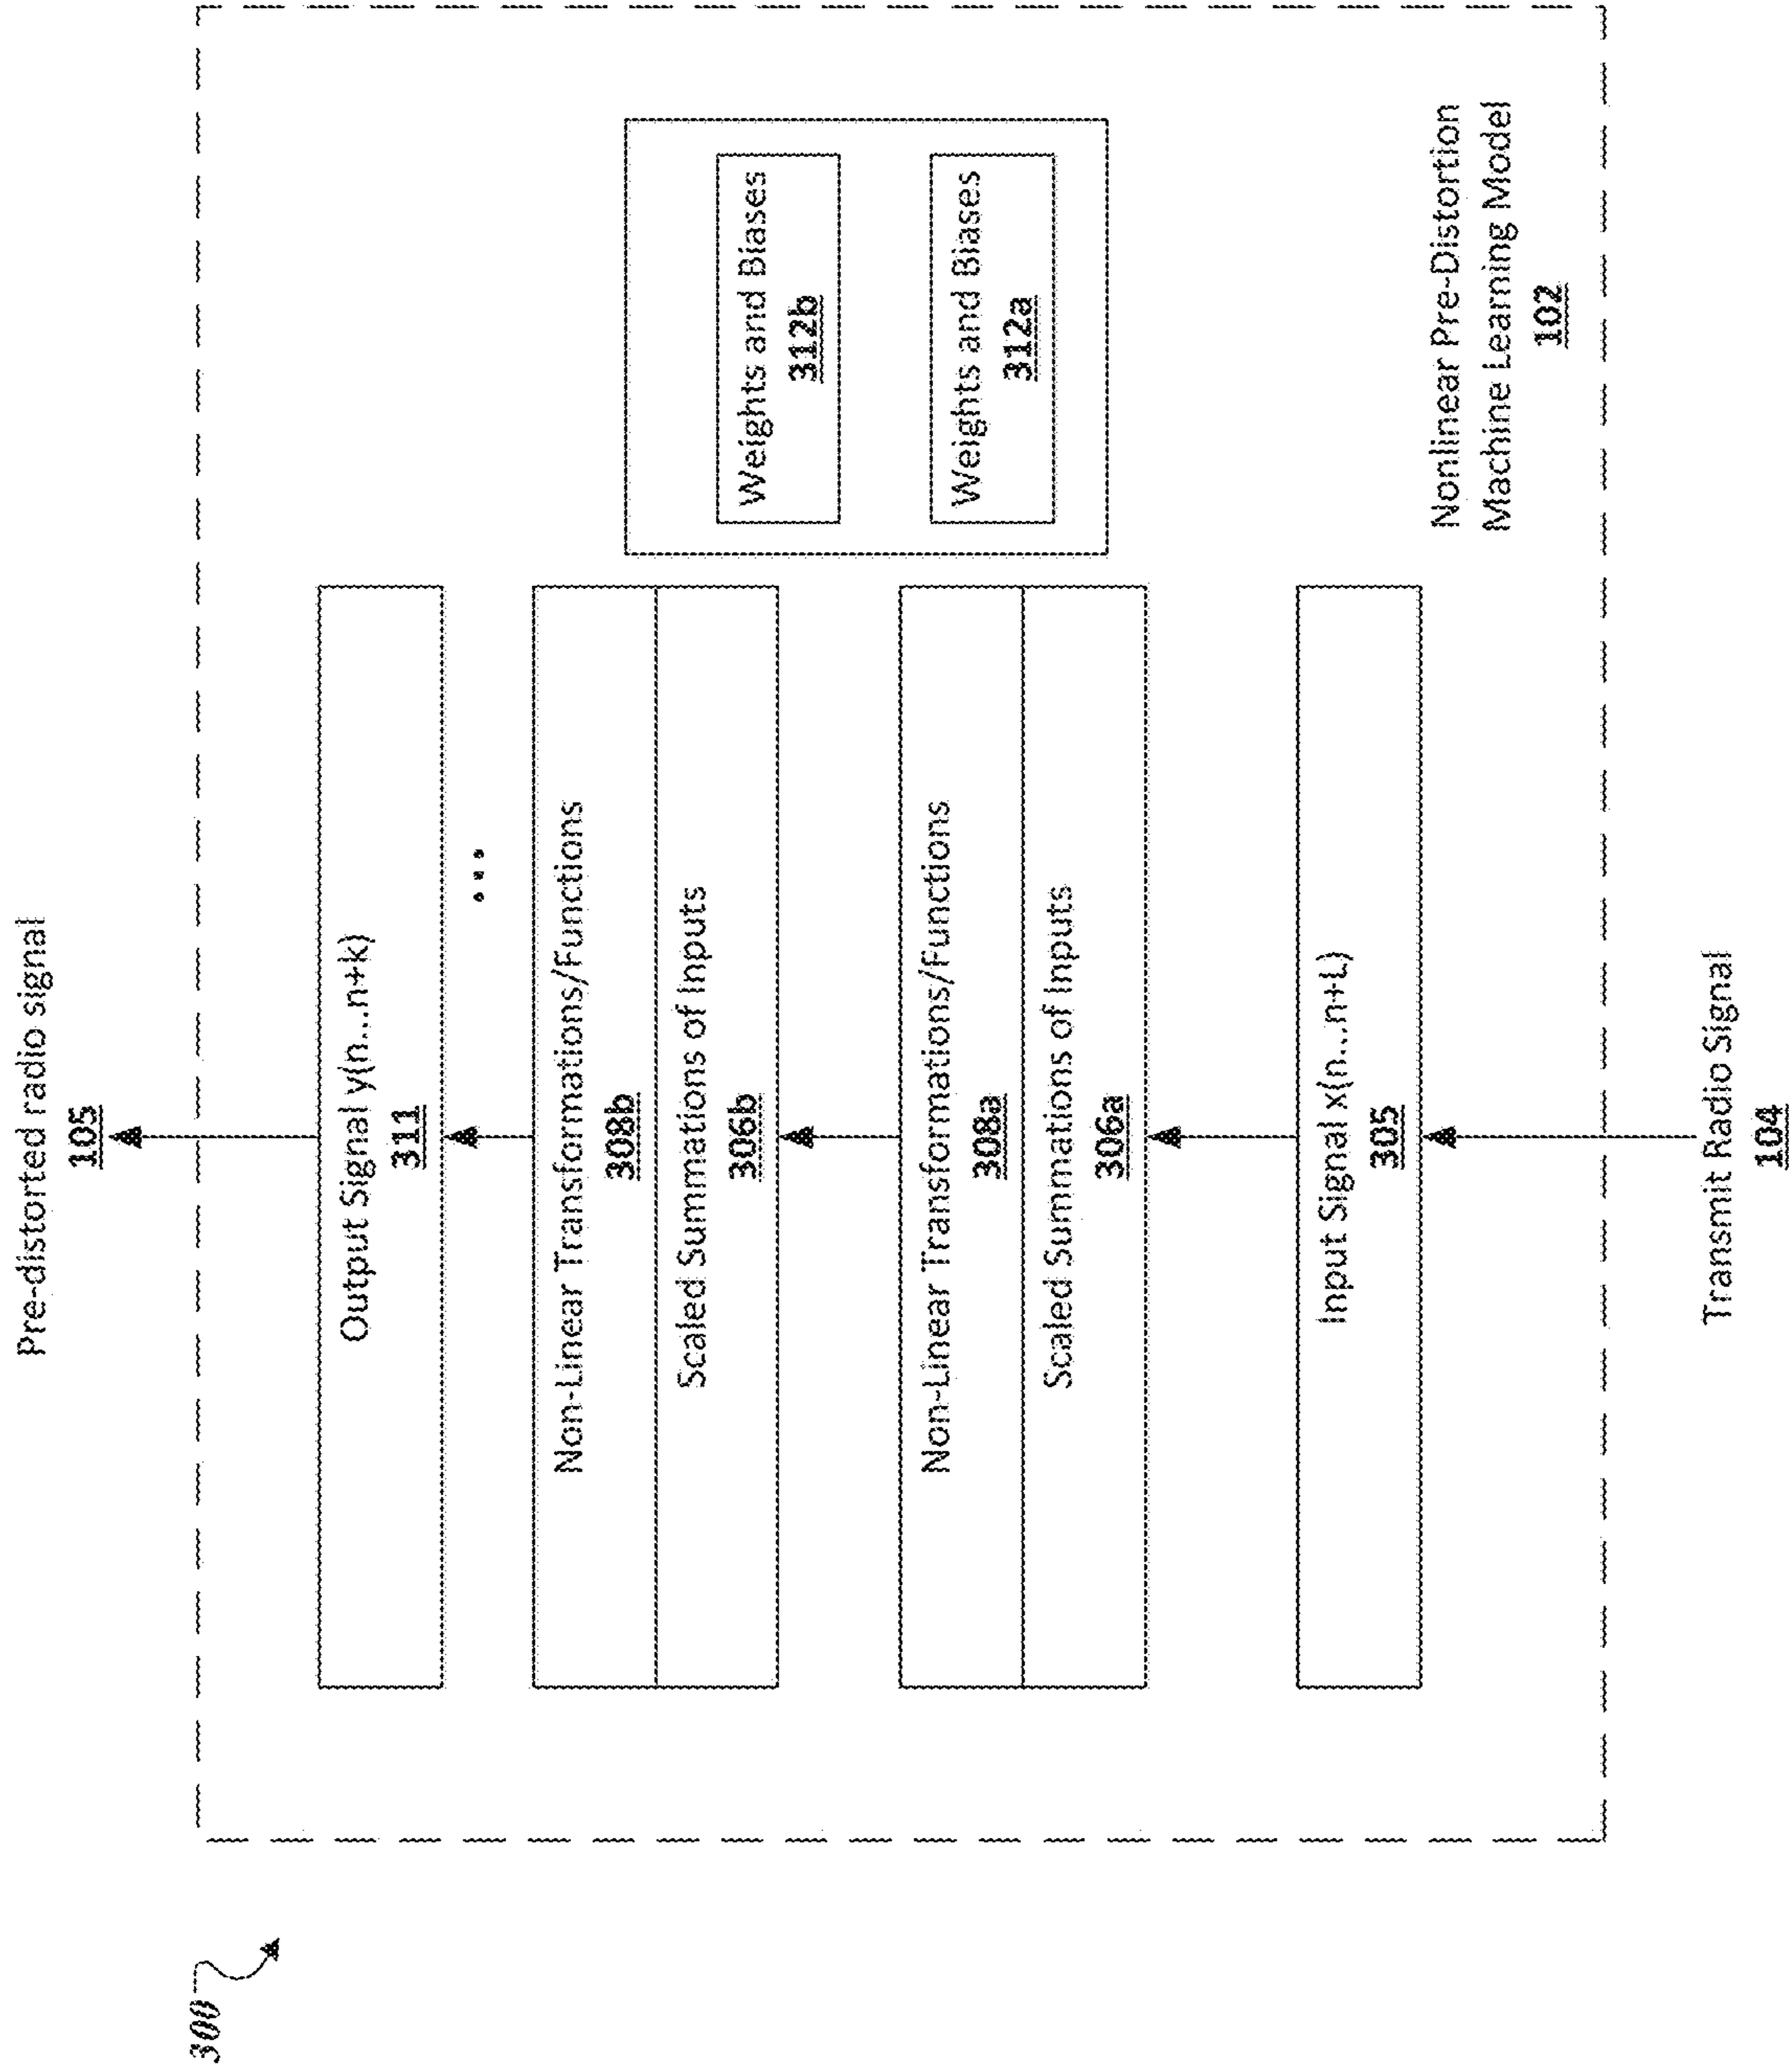 300
Pre-distorted radio signal
105
Output Signal y(n...n+k)
311
...
Non-Linear Transformations/Functions
308b
Scaled Summations of Inputs
306b
Non-Linear Transformations/Functions
308a
Scaled Summations of Inputs
306a
Input Signal x(n...n+L)
305
Weights and Biases
312b
Weights and Biases
312a
Nonlinear Pre-Distortion
Machine Learning Model
102
Transmit Radio Signal
104